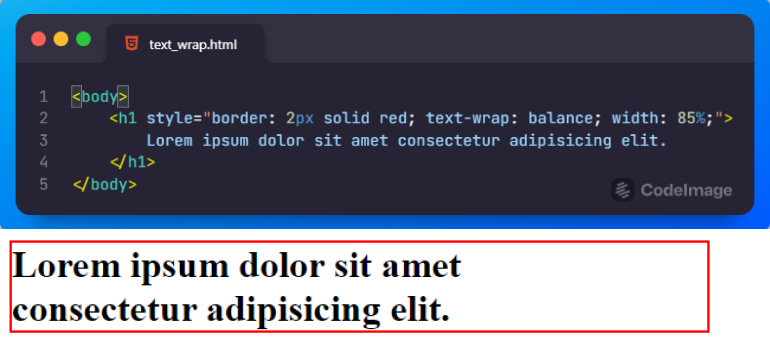 text_wrap.html
1 <body>
2     <h1 style="border: 2px solid red; text-wrap: balance; width: 85%;">
3         Lorem ipsum dolor sit amet consectetur adipisicing elit.
4     </h1>
5 </body>
CodeImage
Lorem ipsum dolor sit amet
consectetur adipisicing elit.